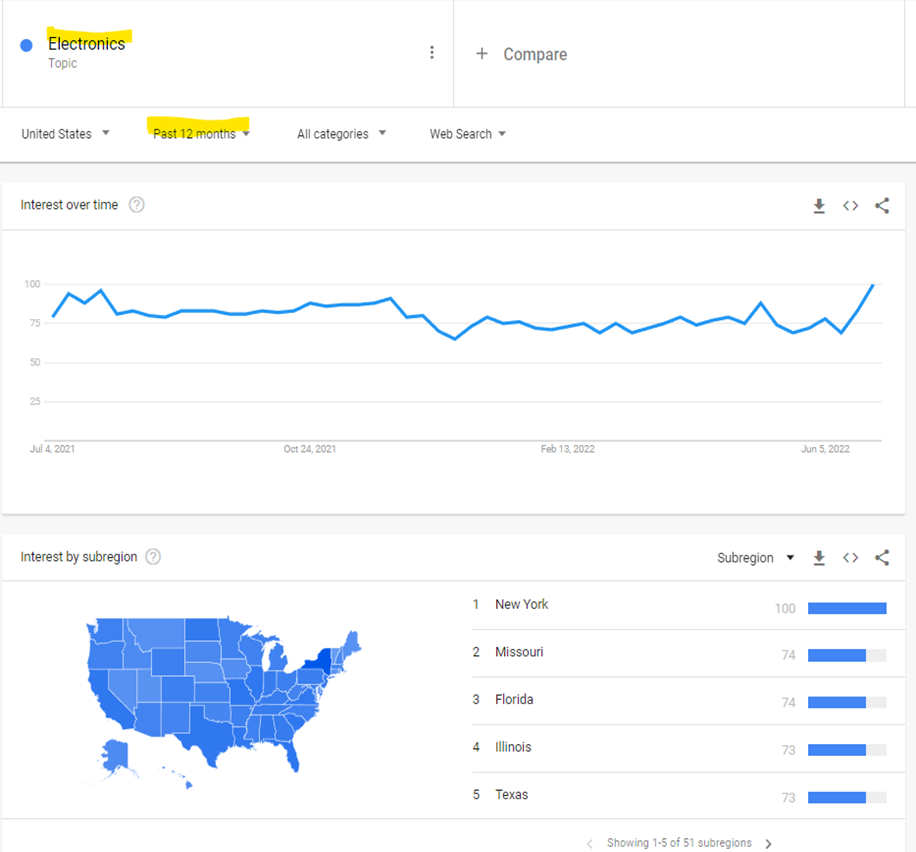 Electronics
Topic
+ Compare
United States
Past 12 months
All categories
Web Search
Interest over time ?
100
75
50
25
Jul 4, 2021 Oct 24, 2021 Feb 13, 2022 Jun 5, 2022
Interest by subregion ? Subregion
1 New York 100
2 Missouri 74
3 Florida 74
4 Illinois 73
5 Texas 73
Showing 1-5 of 51 subregions